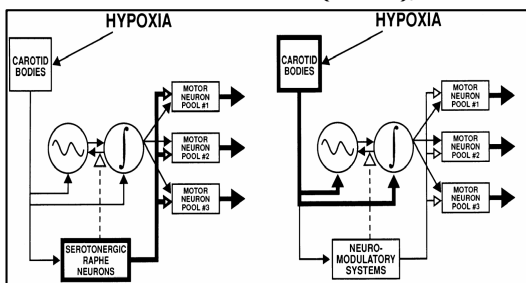 HYPOXIA
CAROTID
BODIES
MOTOR
NEURON
POOL #1
MOTOR
NEURON
POOL #2
MOTOR
NEURON
POOL #3
SEROTONERGIC
RAPHE
NEURONS
HYPOXIA
CAROTID
BODIES
MOTOR
NEURON
POOL #1
MOTOR
NEURON
POOL #2
MOTOR
NEURON
POOL #3
NEURO-
MODULATORY
SYSTEMS